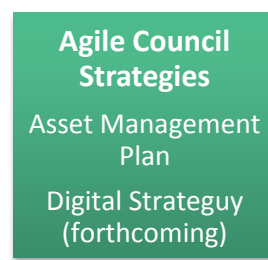 Agile Council
Strategies
Asset Management
Plan
Digital Strateguy
(forthcoming)